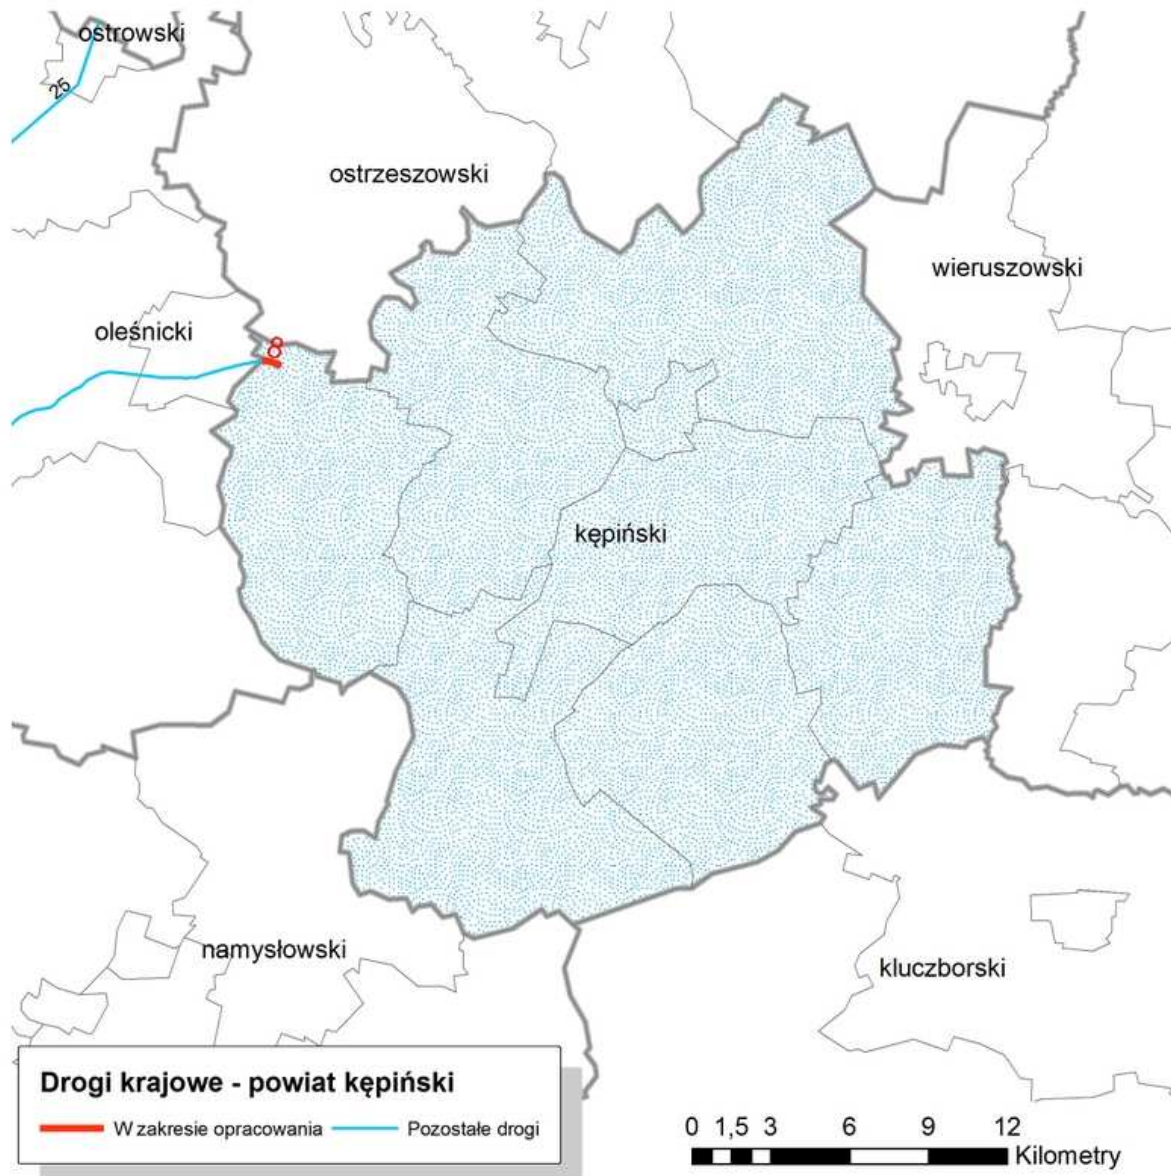 ostrowski
25
ostrzeszowski
wieruszowski
oleśnicki
8
kępiński
namysłowski
kluczborski
Drogi krajowe - powiat kępiński
W zakresie opracowania
Pozostałe drogi
0 1,5 3 6 9 12
Kilometry